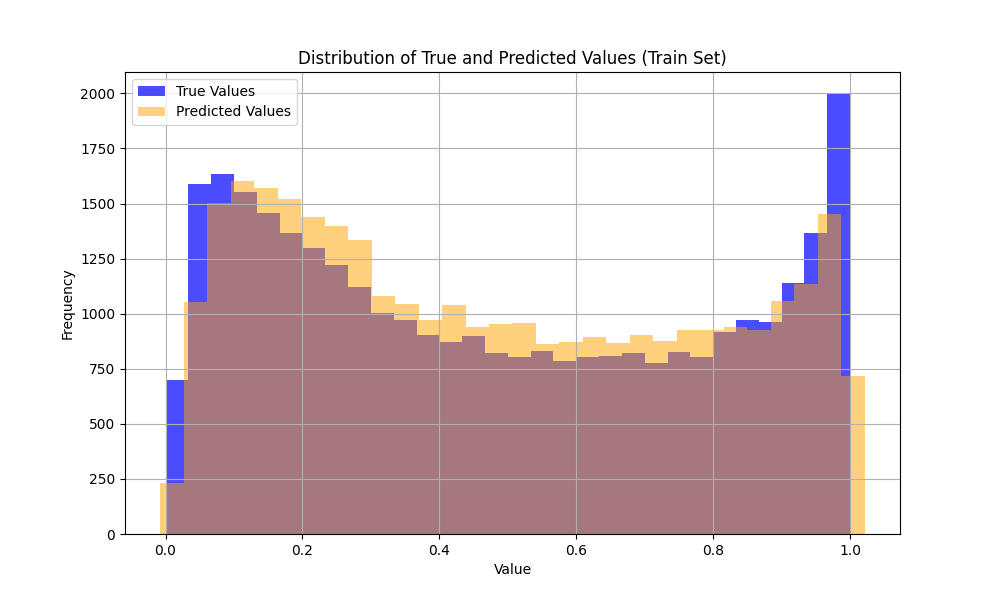 Distribution of True and Predicted Values (Train Set)
True Values
Predicted Values
2000
1750
1500
1250
1000
750
500
250
0
Frequency
0.0 0.2 0.4 0.6 0.8 1.0
Value